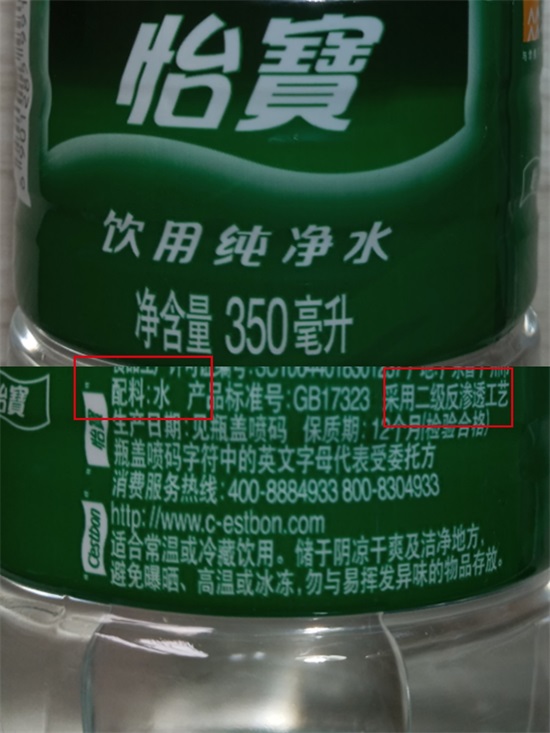 怡寶
饮用纯净水
净含量 350毫升
怡寶
配料:水 产品标准号:GB17323 采用二级反渗透工艺
怡寶
生产日期:见瓶盖喷码 保质期:12个月(检验合格)
瓶盖喷码字符中的英文字母代表受委托方
消费服务热线:400-8884933 800-8304933
C'estbon
http://www.c-estbon.com
适合常温或冷藏饮用。储于阴凉干爽及洁净地方,
避免曝晒、高温或冰冻,勿与易挥发异味的物品存放。